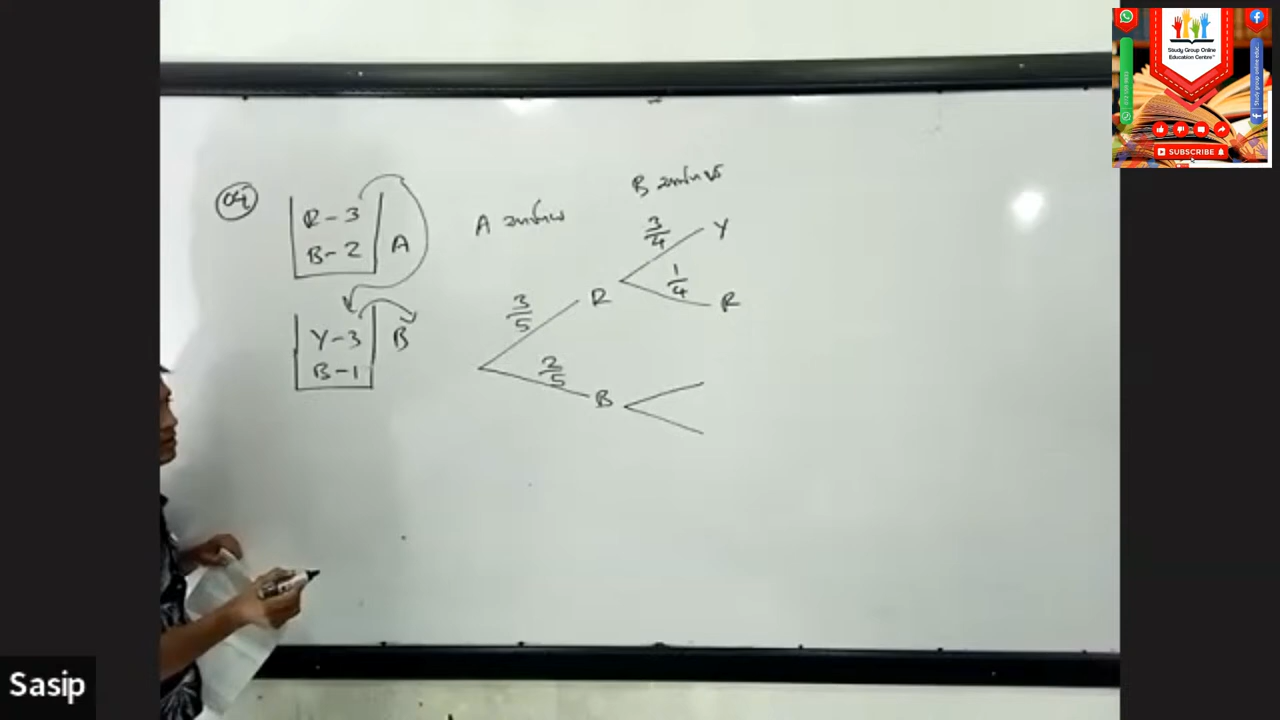 R-3
B-2
A
Y-3
B-1
B
A
B
3/5
R
3/4
Y
1/4
R
2/5
B
Study Group Online
Education Centre
SUBSCRIBE
Sasip